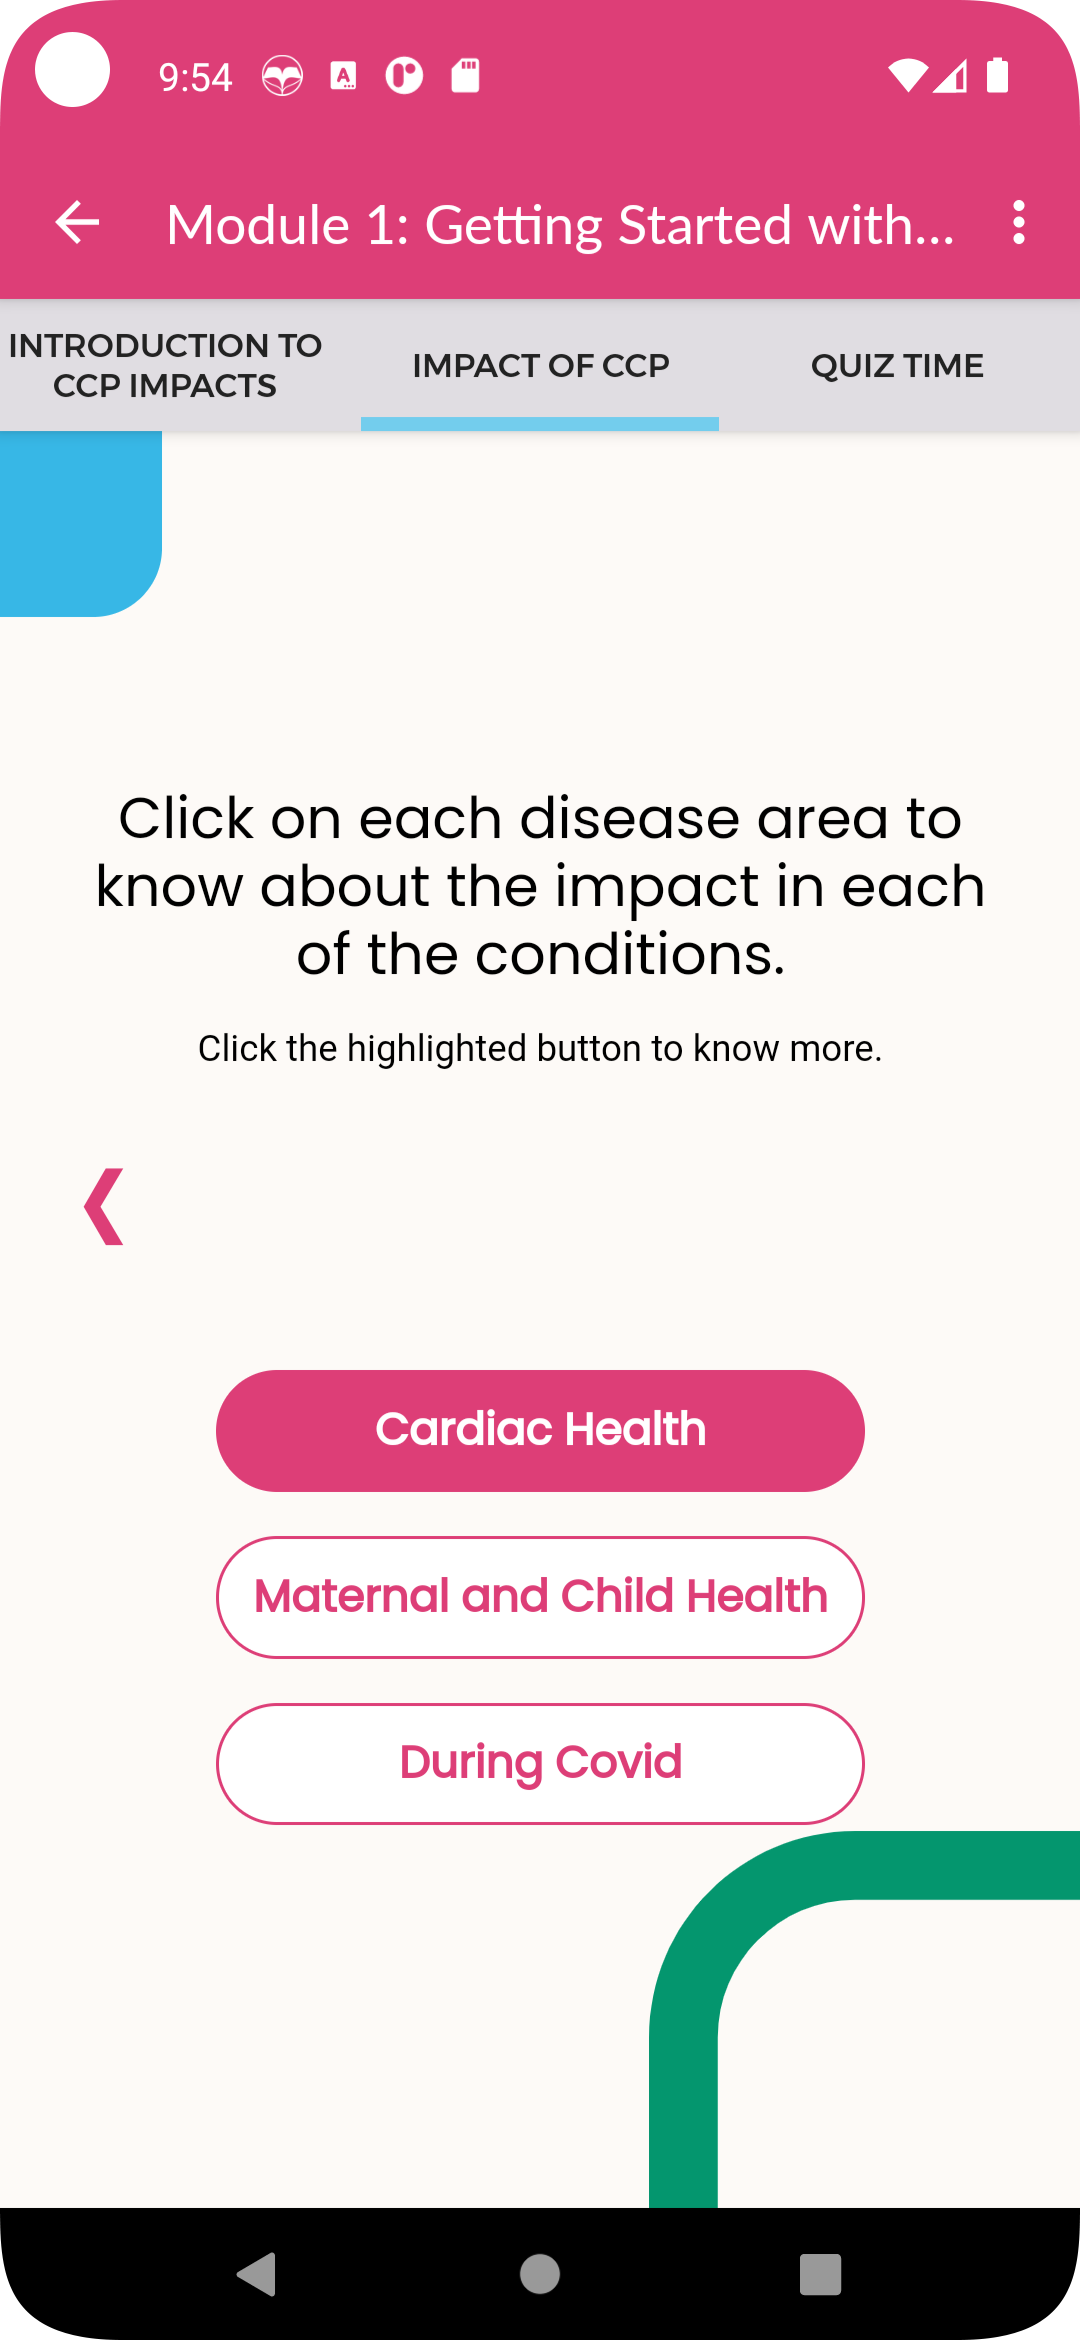 9:54
Module 1: Getting Started with...
INTRODUCTION TO
CCP IMPACTS
IMPACT OF CCP
QUIZ TIME
Click on each disease area to
know about the impact in each
of the conditions.
Click the highlighted button to know more.
Cardiac Health
Maternal and Child Health
During Covid